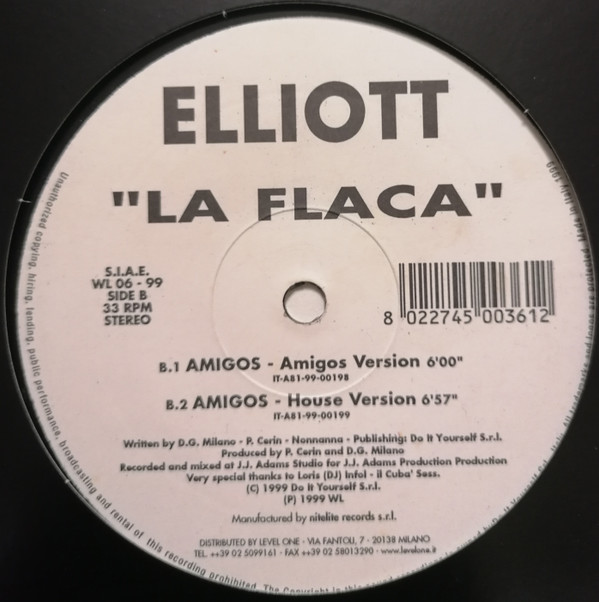 ELLIOTT
"LA FLACA"
S.I.A.E.
WL 06 - 99
SIDE B
33 RPM
STEREO
8 022745 003612
B.1 AMIGOS - Amigos Version 6'00"
IT-A81-99-00198
B.2 AMIGOS - House Version 6'57"
IT-A81-99-00199
Written by D.G. Milano - P. Cerin - Nonnanna - Publishing: Do It Yourself S.r.l.
Produced by P. Cerin and D.G. Milano
Recorded and mixed at J.J. Adams Studio for J.J. Adams Production Production
Very special thanks to Loris (DJ) Infol - il Cuba' Sess.
(C) 1999 Do It Yourself S.r.l.
(P) 1999 WL
Manufactured by nitelite records s.r.l.
DISTRIBUTED BY LEVEL ONE - VIA FANTOLI, 7 - 20138 MILANO
TEL. ++39 02 5099161 - FAX ++39 02 58013290 - www.levelone.it
Unauthorized copying, hiring, lending, public performance, broadcasting and rental of this recording prohibited. The Copyright in this